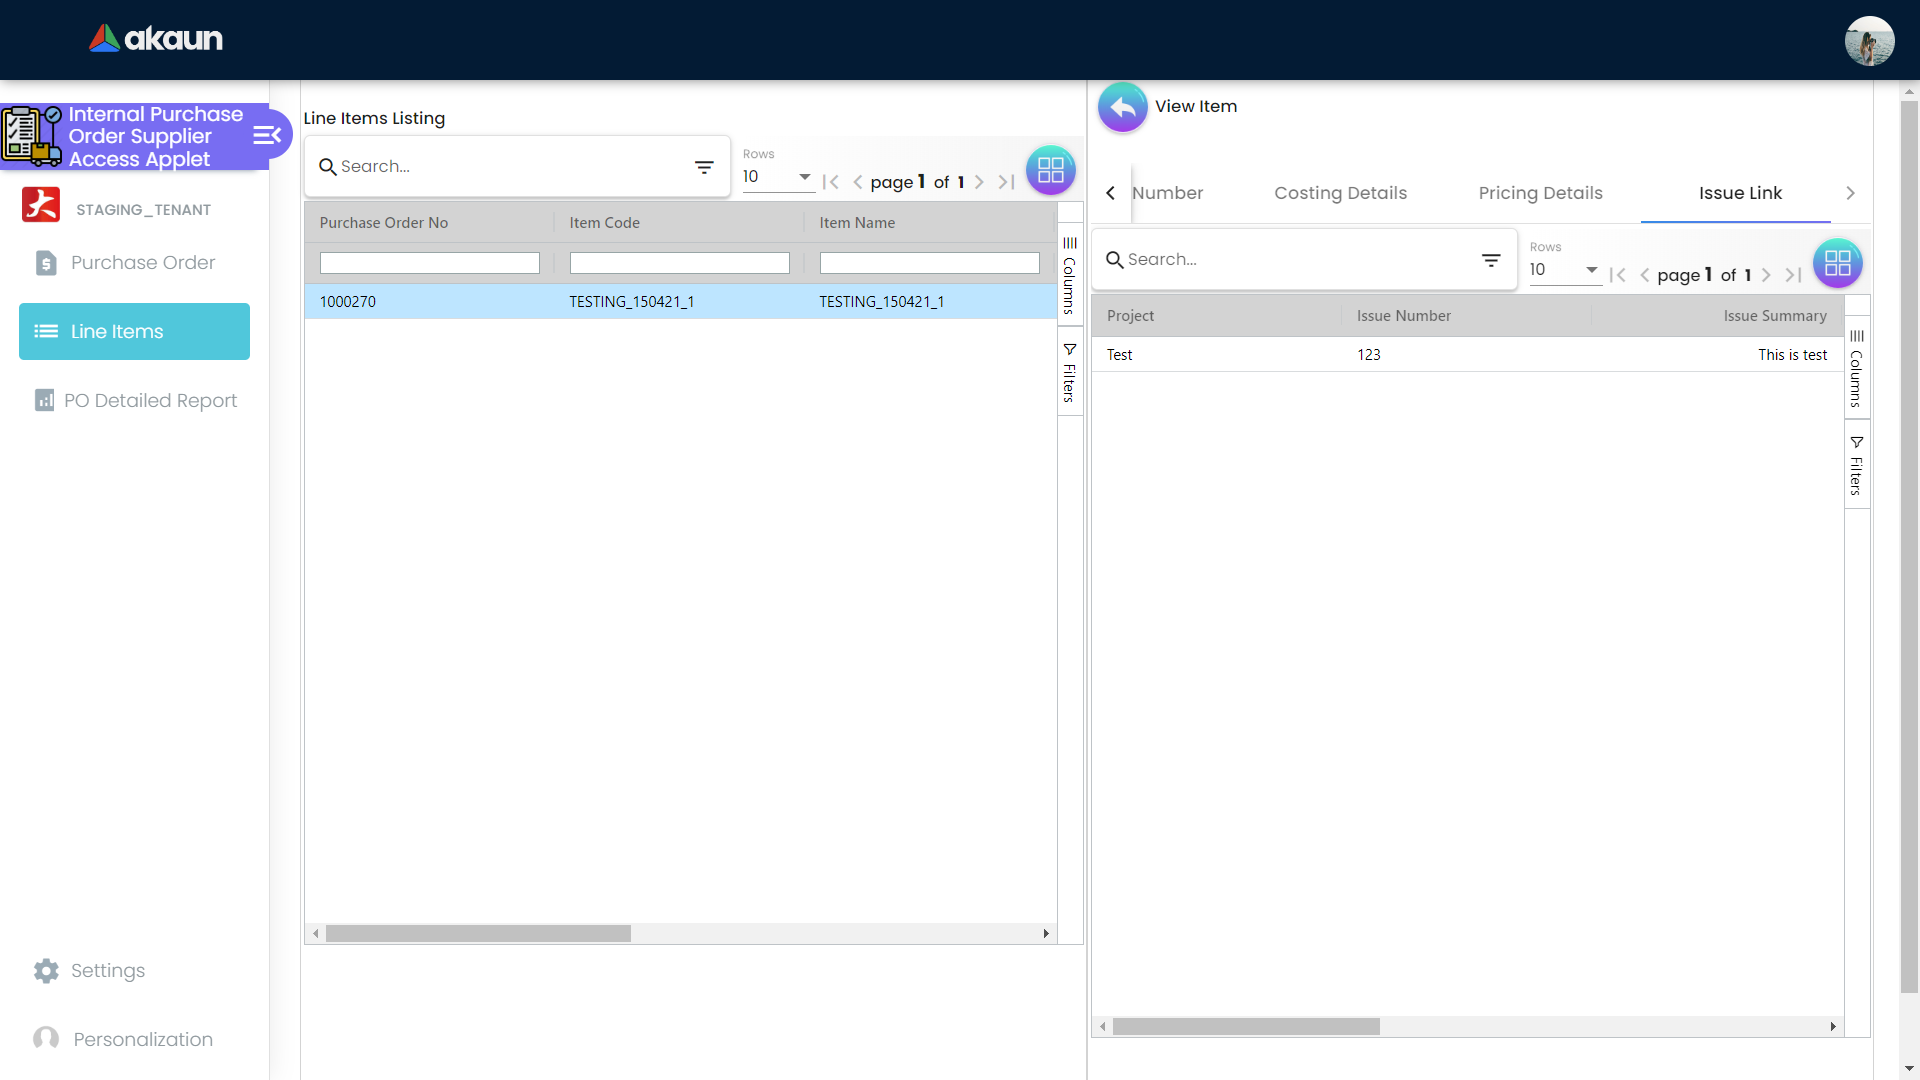 akaun
Internal Purchase
Order Supplier
Access Applet
STAGING_TENANT
Purchase Order
Line Items
PO Detailed Report
Settings
Personalization
Line Items Listing
Search...
Rows
10
page 1 of 1
Purchase Order No Item Code Item Name
1000270 TESTING_150421_1 TESTING_150421_1
Columns
Filters
View Item
Number Costing Details Pricing Details Issue Link
Search...
Rows
10
page 1 of 1
Project Issue Number Issue Summary
Test 123 This is test
Columns
Filters